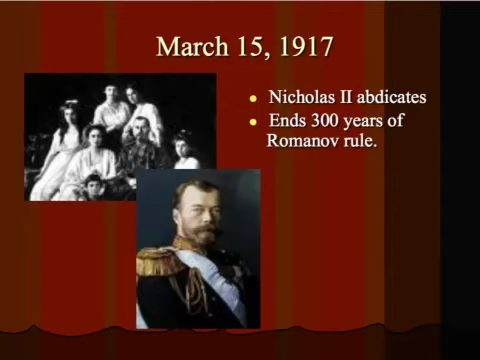 March 15, 1917
Nicholas II abdicates
Ends 300 years of
Romanov rule.